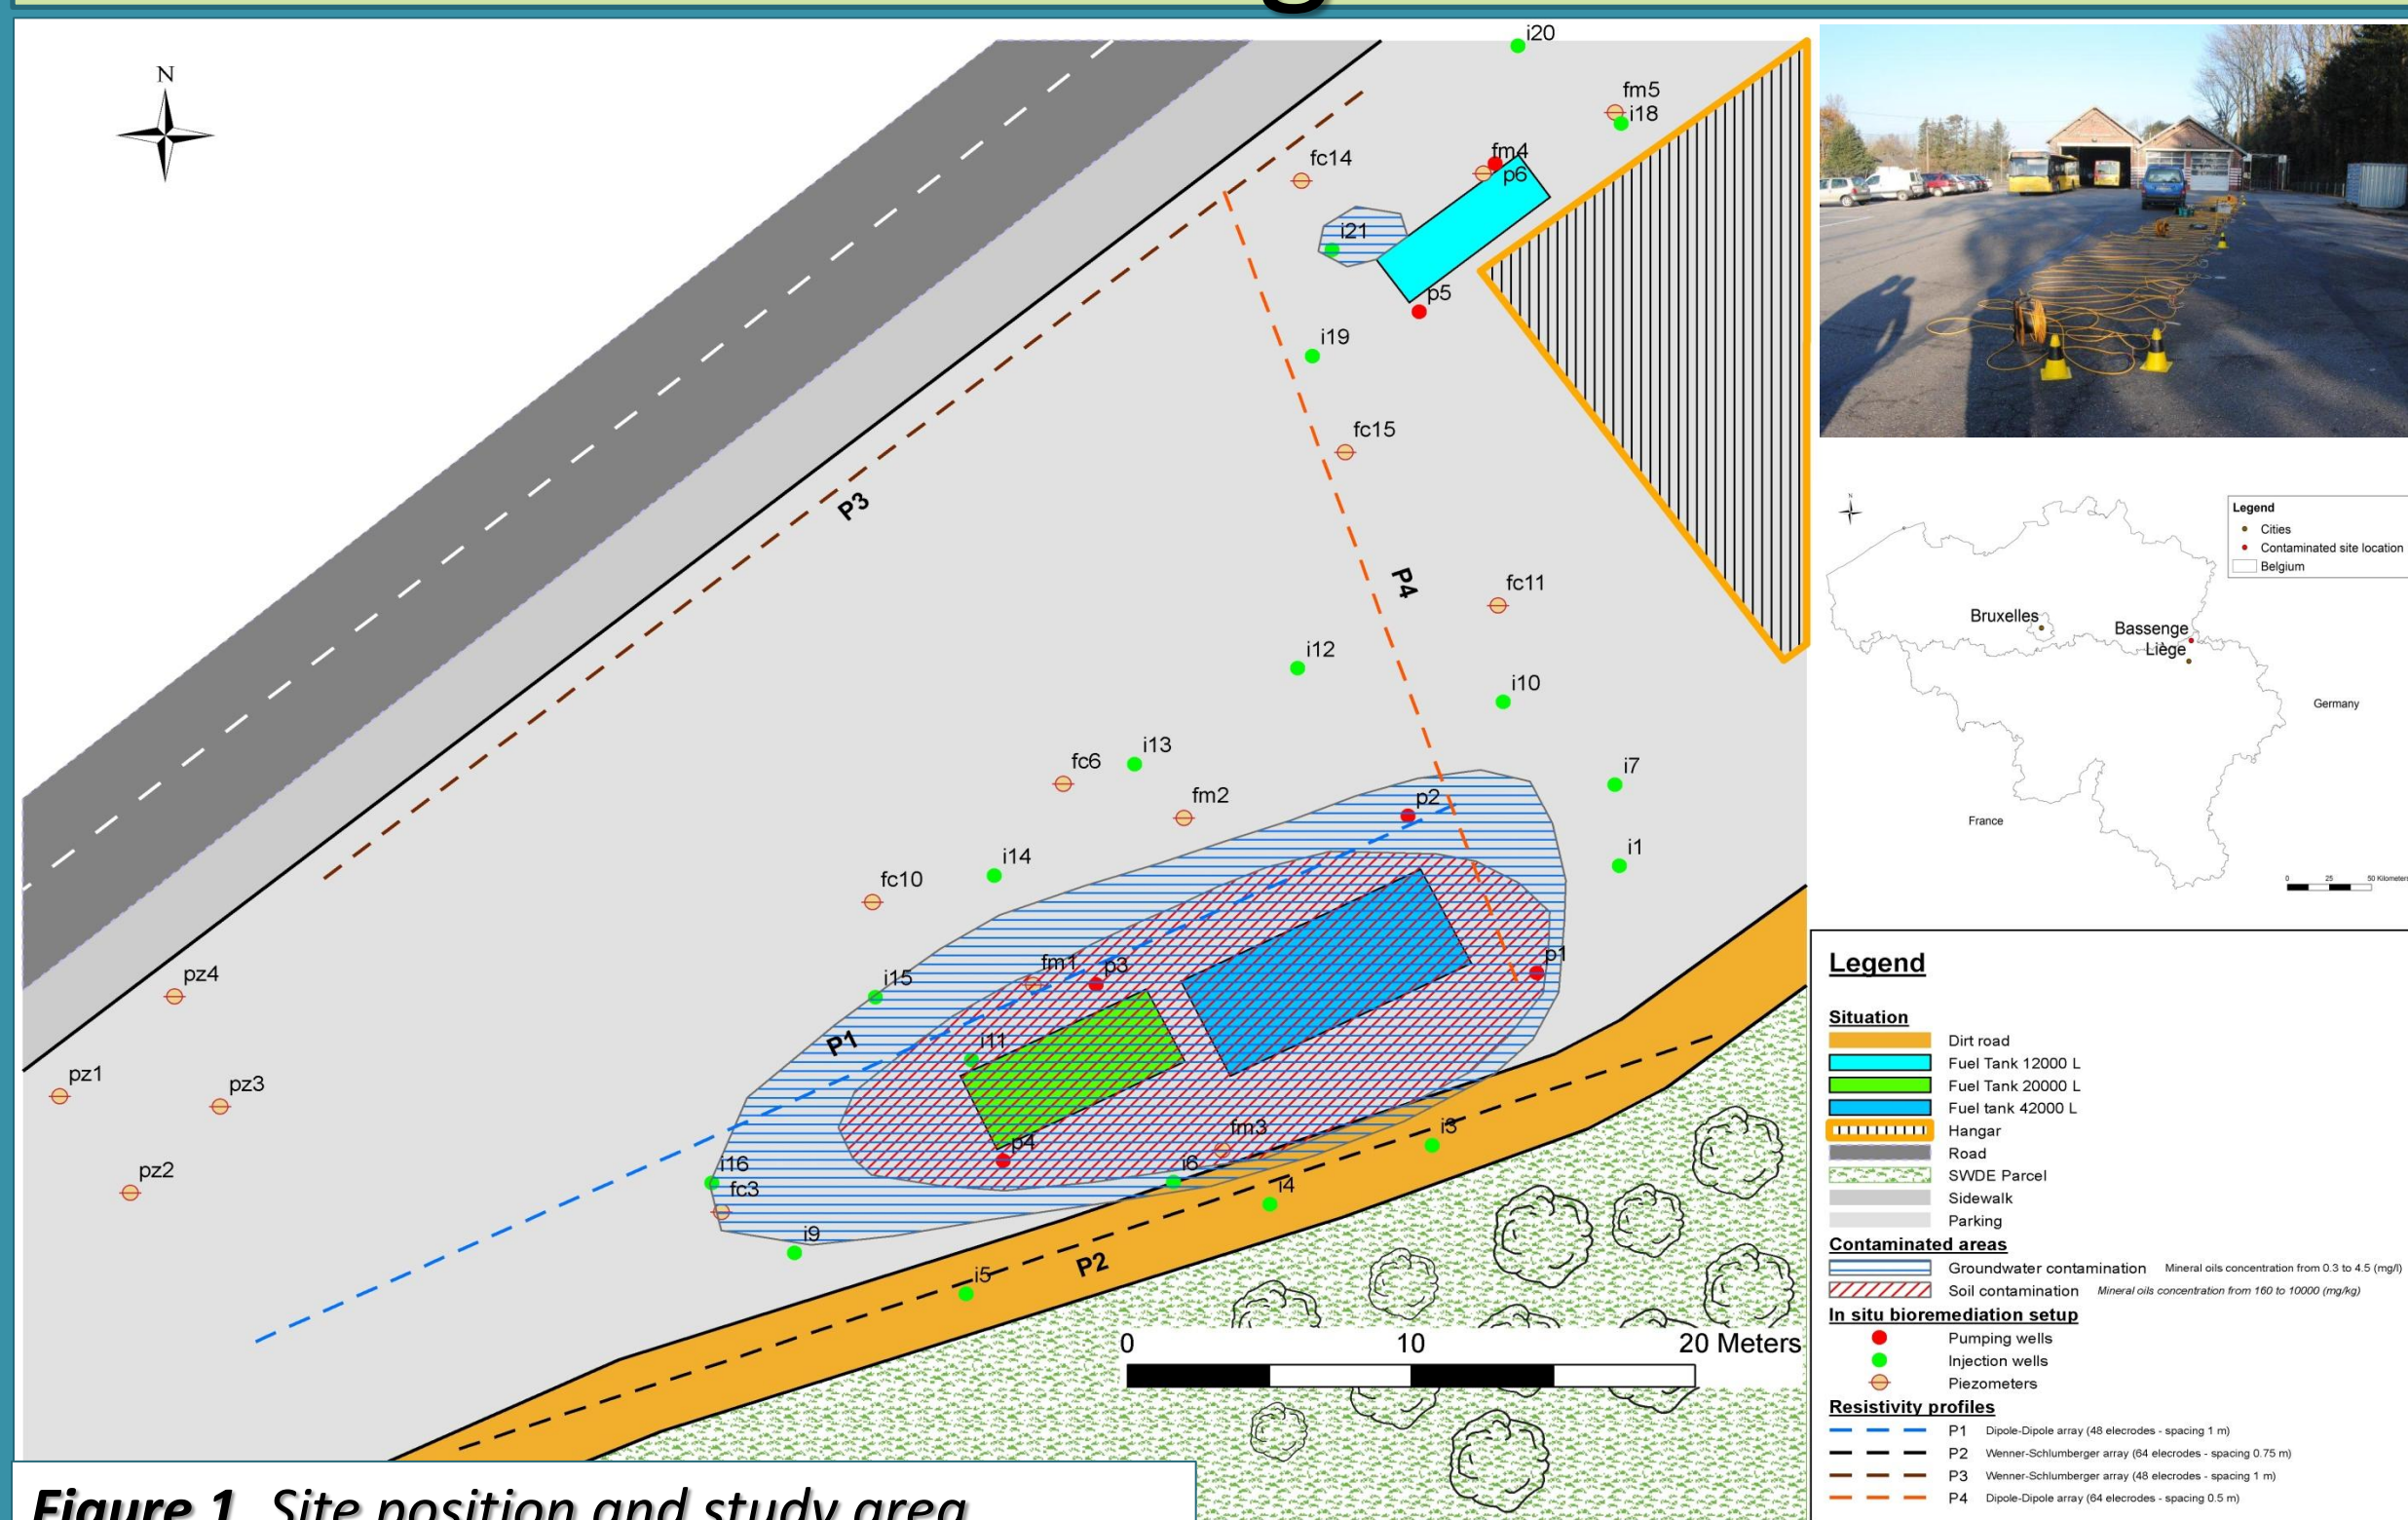 N
i20
fm5
i18
fm4
p6
fc14
i21
p5
i19
fc15
P3
P4
fc11
i12
i10
i13
fc6
i7
fm2
p2
i14
i1
fc10
fm1
p3
p1
pz4
i15
P1
i11
pz1
pz3
fm3
i3
p4
pz2
i16
i6
fc3
i4
i9
P2
i5
0 10 20 Meters
Figure 1. Site position and study area
N
Legend
Cities
Contaminated site location
Belgium
Bruxelles
Bassenge
Liège
Germany
France
0 25 50 Kilometers
Legend
Situation
Dirt road
Fuel Tank 12000 L
Fuel Tank 20000 L
Fuel tank 42000 L
Hangar
Road
SWDE Parcel
Sidewalk
Parking
Contaminated areas
Groundwater contamination Mineral oils concentration from 0.3 to 4.5 (mg/l)
Soil contamination Mineral oils concentration from 160 to 10000 (mg/kg)
In situ bioremediation setup
Pumping wells
Injection wells
Piezometers
Resistivity profiles
P1 Dipole-Dipole array (48 elecrodes - spacing 1 m)
P2 Wenner-Schlumberger array (64 elecrodes - spacing 0.75 m)
P3 Wenner-Schlumberger array (48 elecrodes - spacing 1 m)
P4 Dipole-Dipole array (64 elecrodes - spacing 0.5 m)